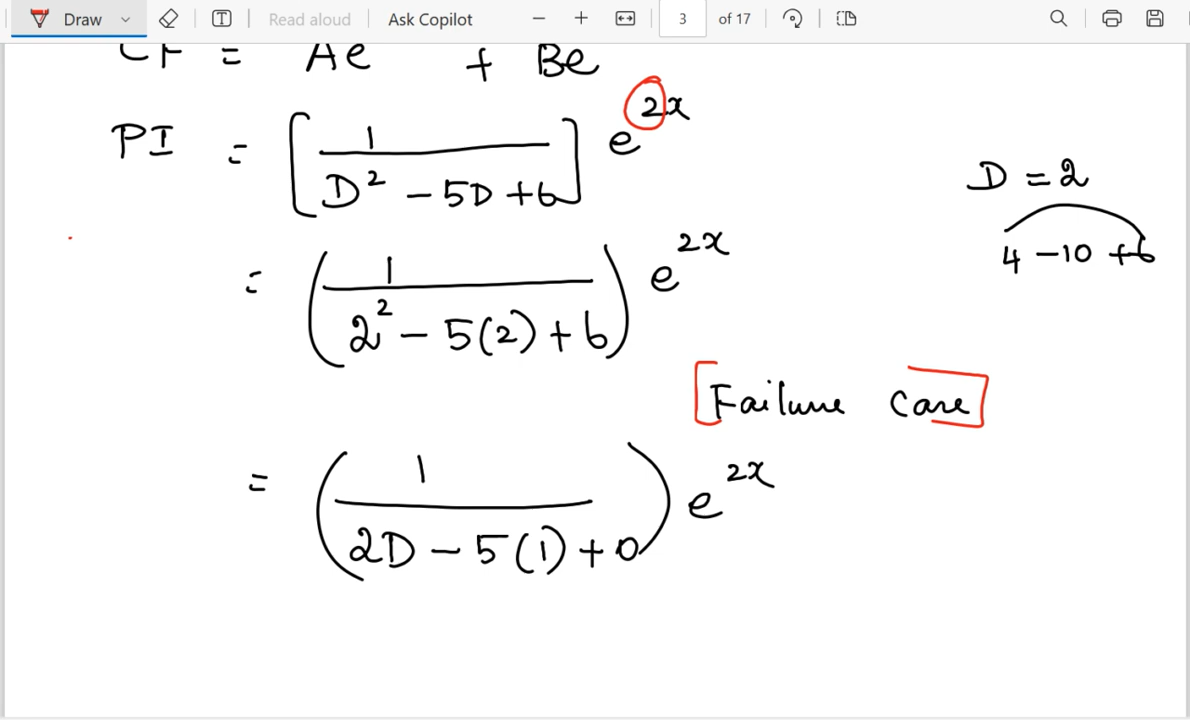 Draw Read aloud Ask Copilot − + 3 of 17
CF = Ae + Be
PI = [1 / (D² − 5D + 6)] e^2x
D = 2
4 − 10 + 6
= (1 / (2² − 5(2) + 6)) e^2x
[Failure Case]
= (1 / (2D − 5(1) + 0)) e^2x